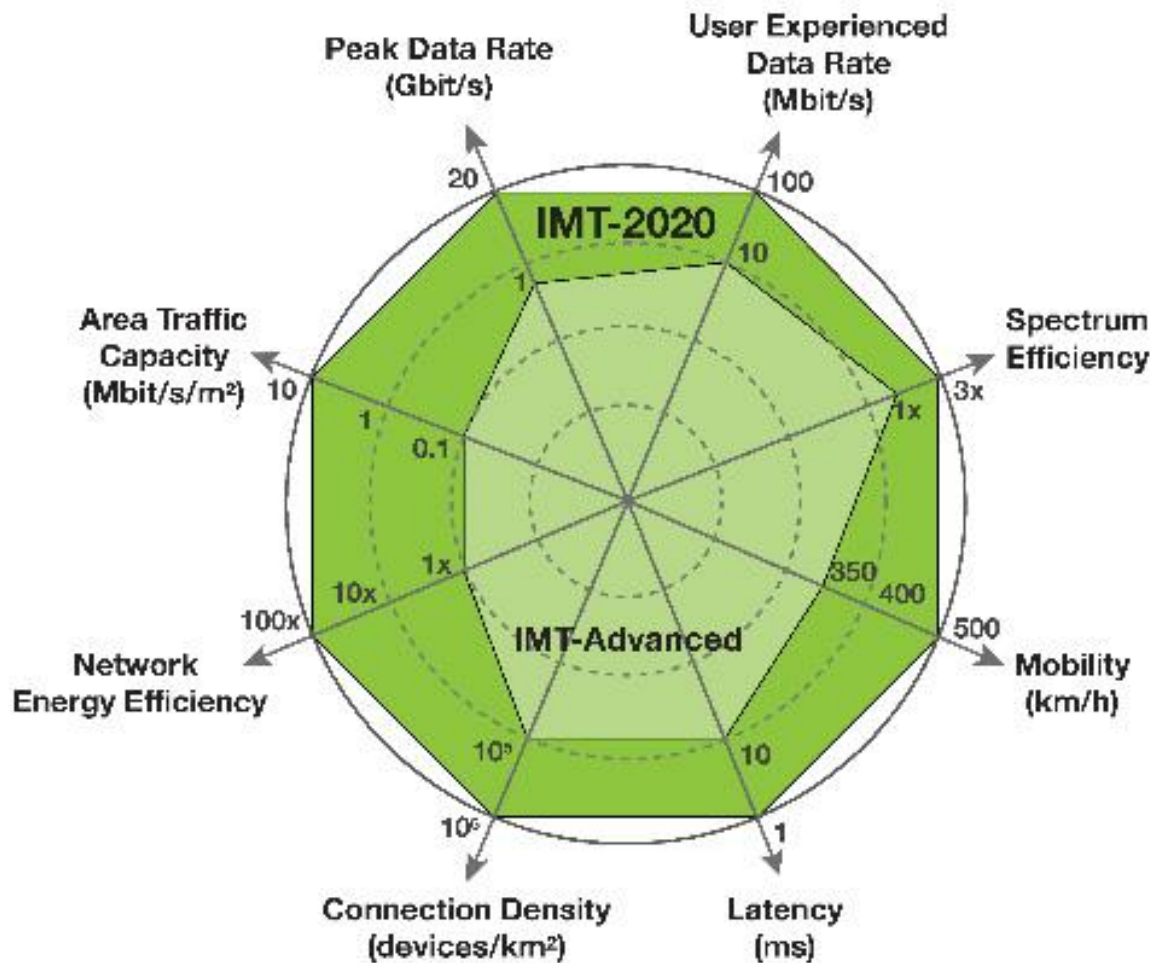 Peak Data Rate
(Gbit/s)
User Experienced
Data Rate
(Mbit/s)
20
100
IMT-2020
1
10
Area Traffic
Capacity
(Mbit/s/m²)
Spectrum
Efficiency
10
1
0.1
1x
3x
1x
10x
100x
350
400
500
Network
Energy Efficiency
IMT-Advanced
Mobility
(km/h)
10⁵
10
10⁶
1
Connection Density
(devices/km²)
Latency
(ms)